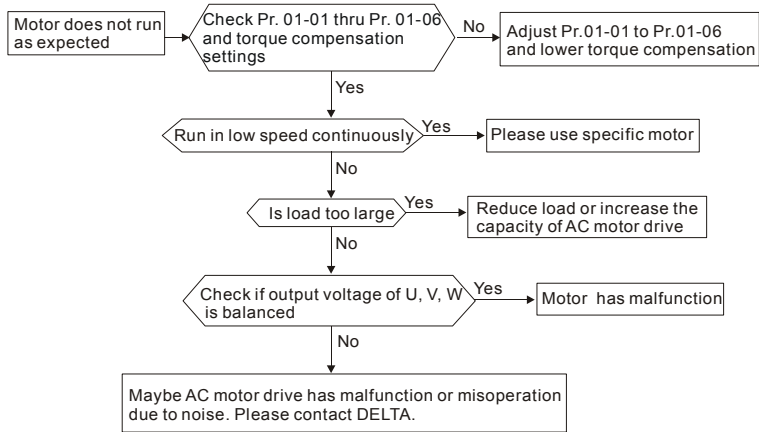 Motor does not run
as expected
Check Pr. 01-01 thru Pr. 01-06
and torque compensation
settings
No
Adjust Pr.01-01 to Pr.01-06
and lower torque compensation
Yes
Run in low speed continuously
Yes
Please use specific motor
No
Is load too large
Yes
Reduce load or increase the
capacity of AC motor drive
No
Check if output voltage of U, V, W
is balanced
Yes
Motor has malfunction
No
Maybe AC motor drive has malfunction or misoperation
due to noise. Please contact DELTA.